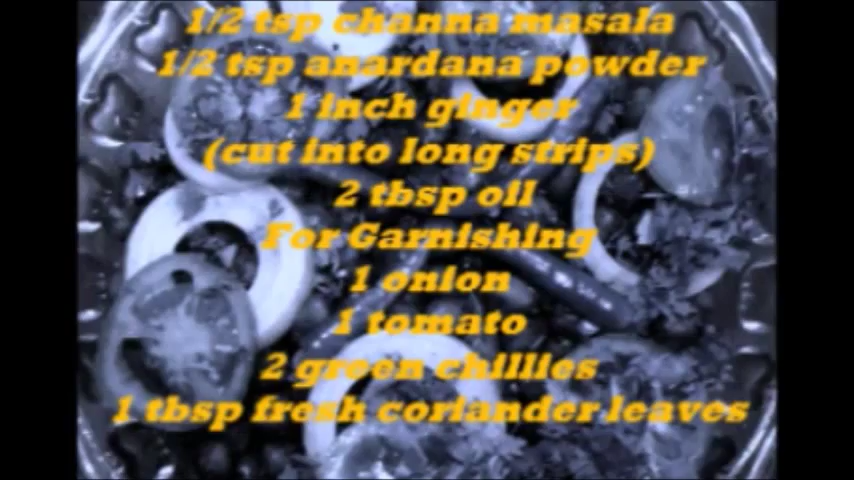 1/2 tsp channa masala
1/2 tsp anardana powder
1 inch ginger
(cut into long strips)
2 tbsp oil
For Garnishing
1 onion
1 tomato
2 green chillies
1 tbsp fresh coriander leaves